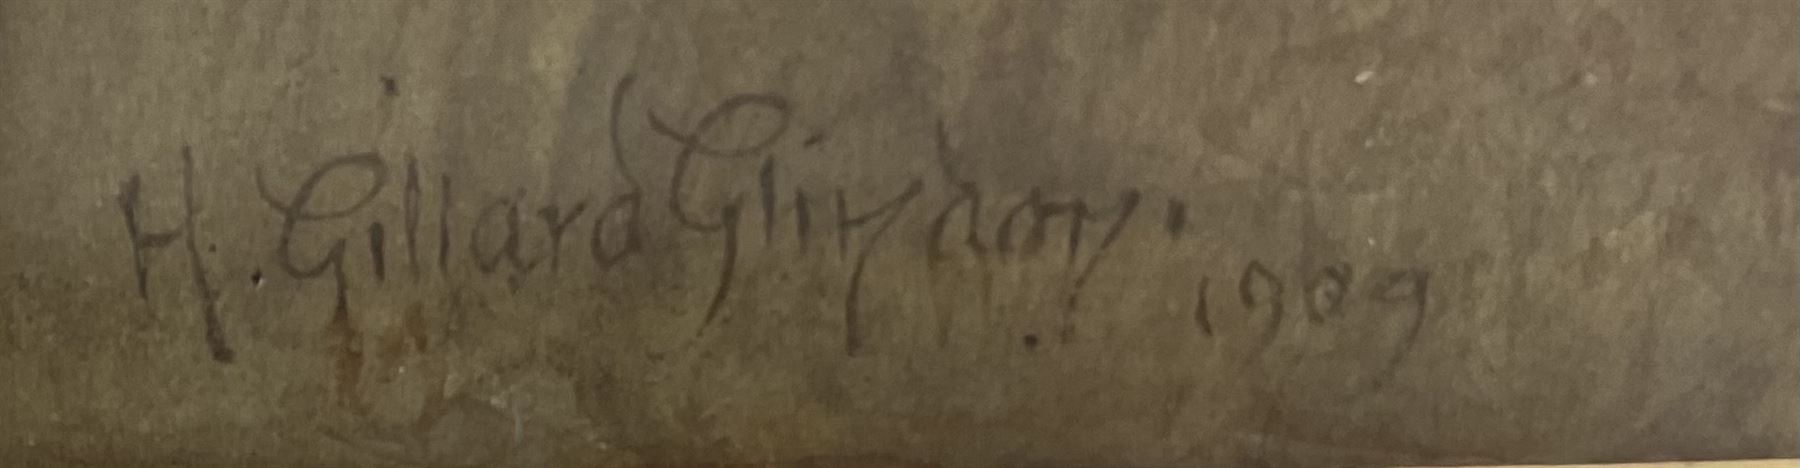 H. Gillard Glindoni. 1909